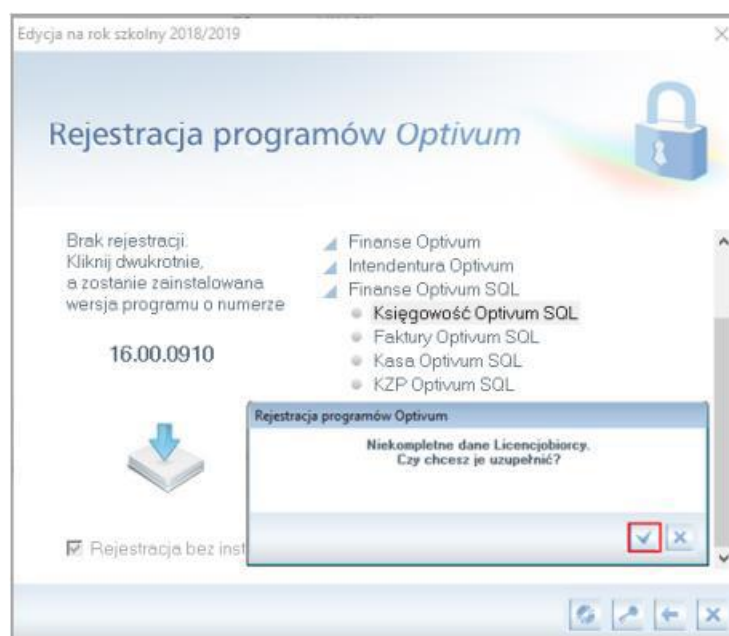 Edycja na rok szkolny 2018/2019
Rejestracja programów Optivum
Brak rejestracji.
Kliknij dwukrotnie,
a zostanie zainstalowana
wersja programu o numerze
16.00.0910
Finanse Optivum
Intendentura Optivum
Finanse Optivum SQL
Księgowość Optivum SQL
Faktury Optivum SQL
Kasa Optivum SQL
KZP Optivum SQL
Rejestracja programów Optivum
Niekompletne dane Licencjobiorcy.
Czy chcesz je uzupełnić?
Rejestracja bez inst